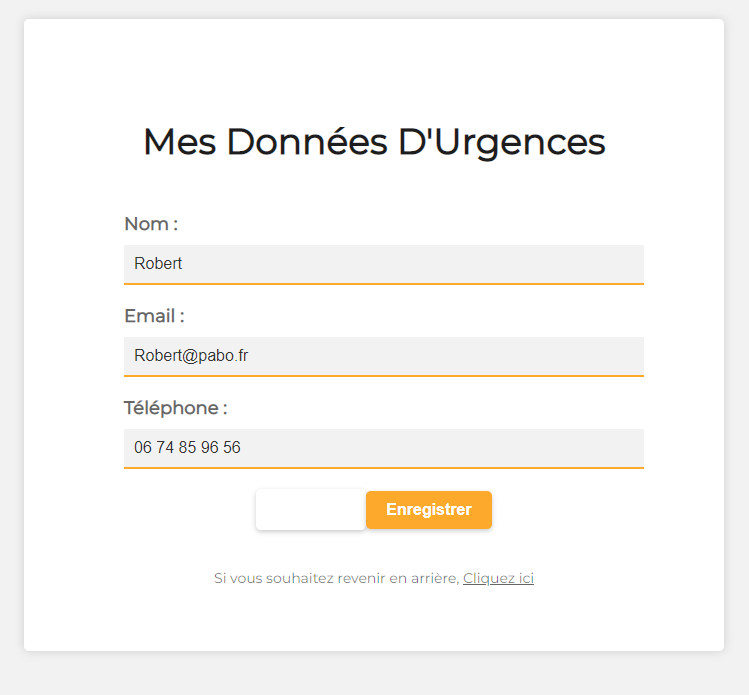 Mes Données D'Urgences
Nom :
Robert
Email :
Robert@pabo.fr
Téléphone :
06 74 85 96 56
Enregistrer
Si vous souhaitez revenir en arrière, Cliquez ici